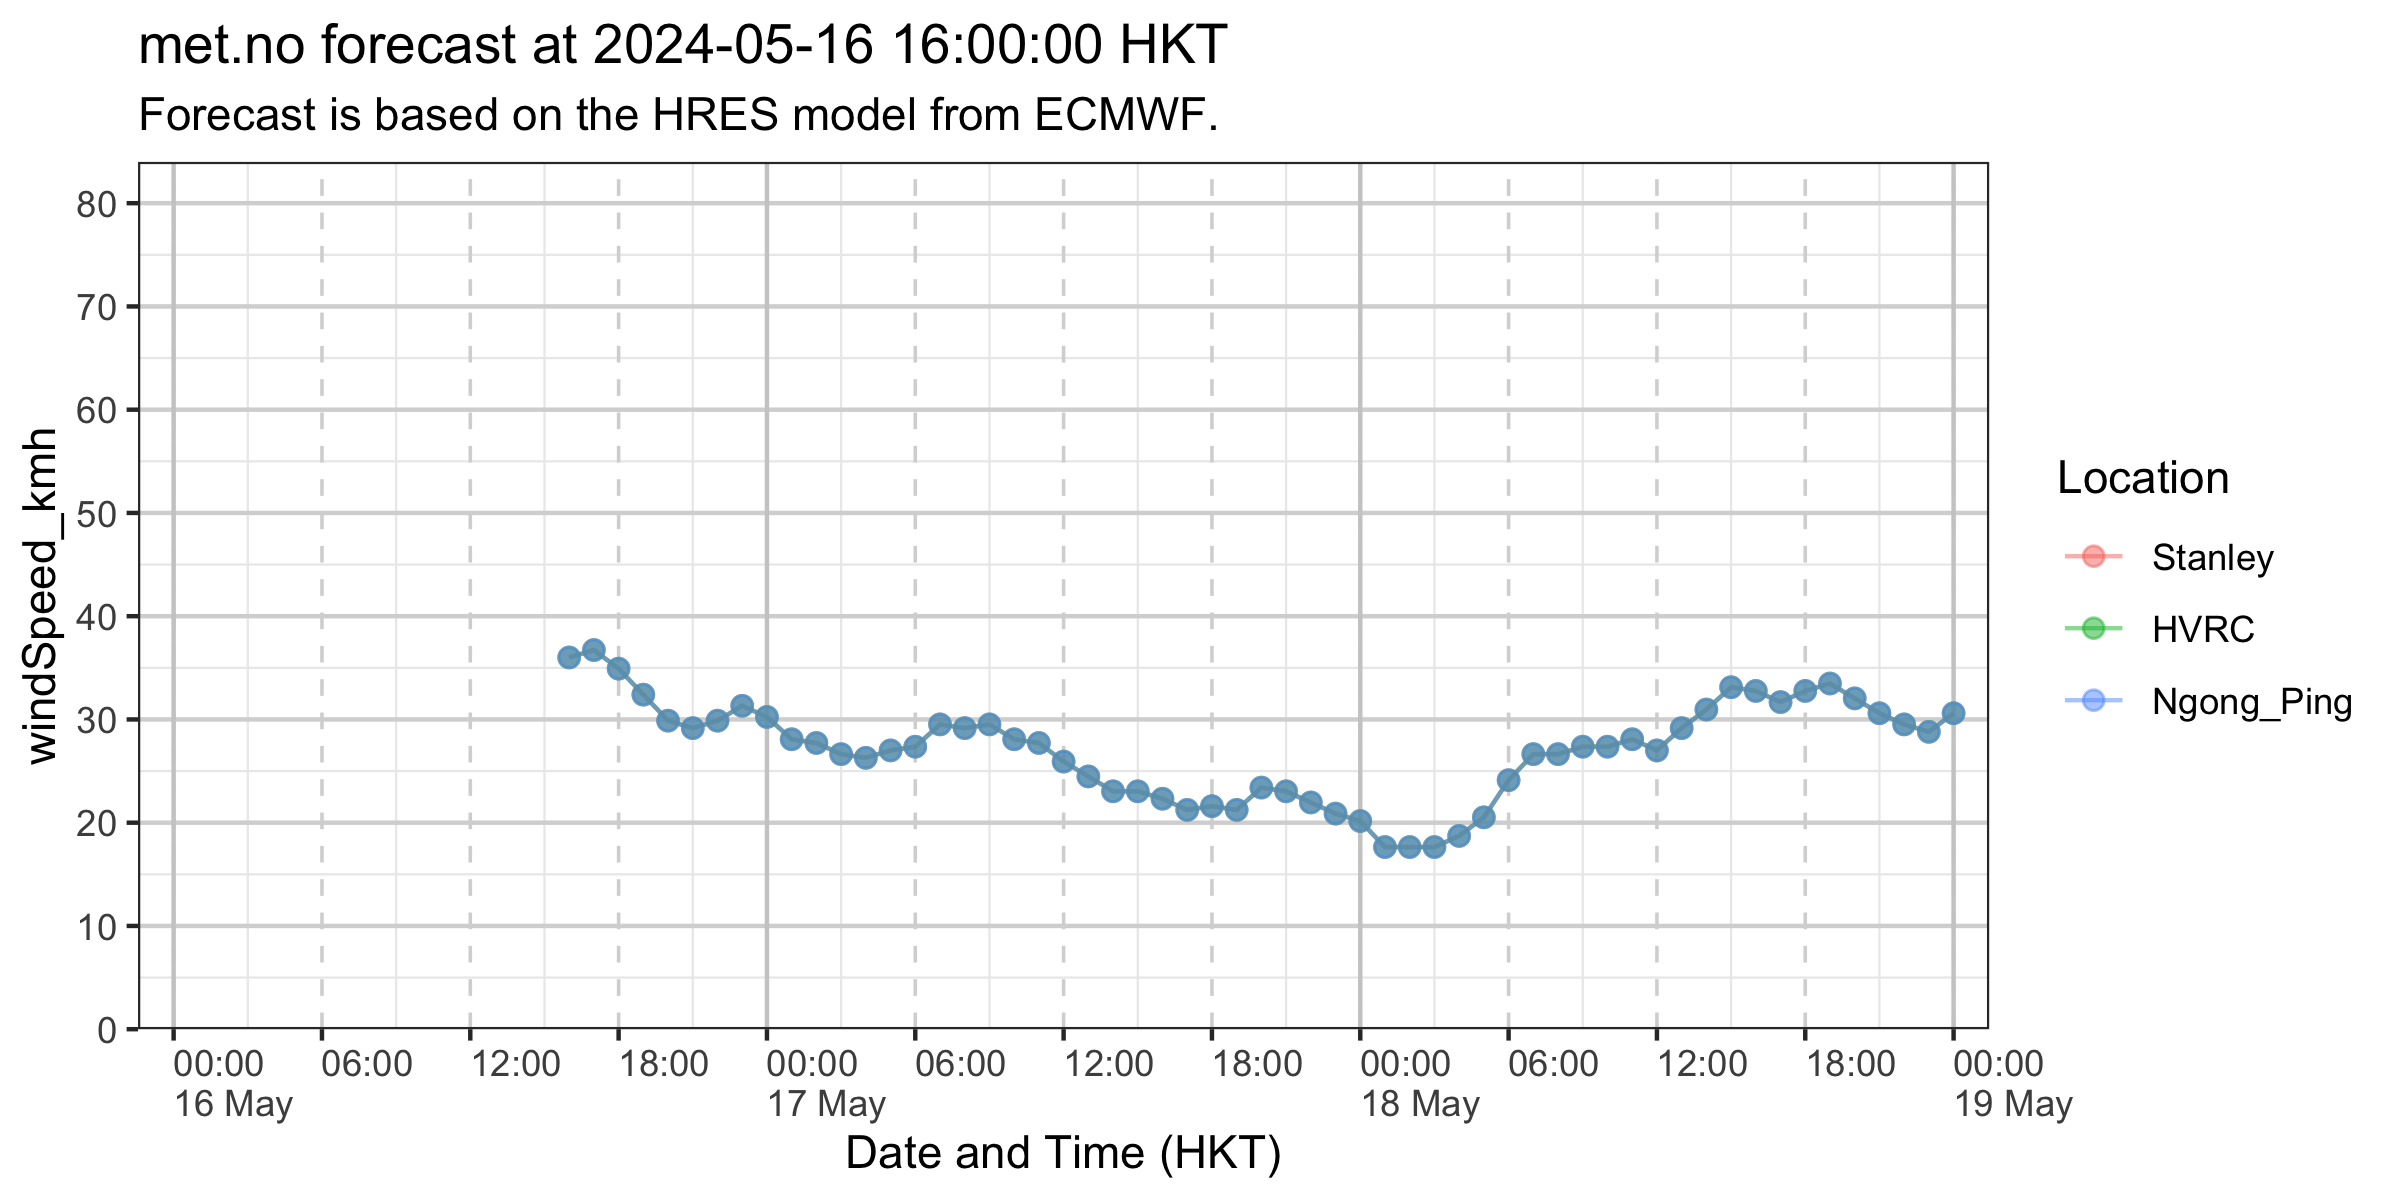 met.no forecast at 2024-05-16 16:00:00 HKT
Forecast is based on the HRES model from ECMWF.
windSpeed_kmh
80
70
60
50
40
30
20
10
0
00:00 06:00 12:00 18:00 00:00 06:00 12:00 18:00 00:00 06:00 12:00 18:00 00:00
16 May 17 May 18 May 19 May
Date and Time (HKT)
Location
Stanley
HVRC
Ngong_Ping